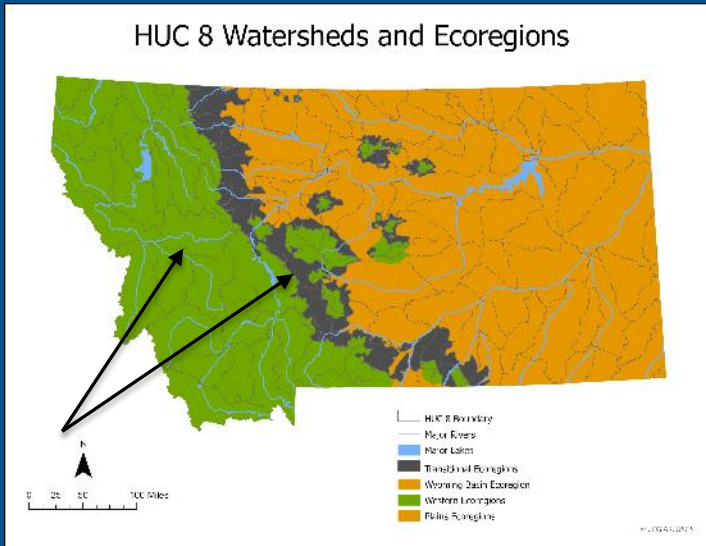 HUC 8 Watersheds and Ecoregions
HUC 8 Boundary
Major Rivers
Major Lakes
Transitional Ecoregions
Wyoming Basin Ecoregion
Western Ecoregions
Plains Ecoregions
N
0 25 50 100 Miles